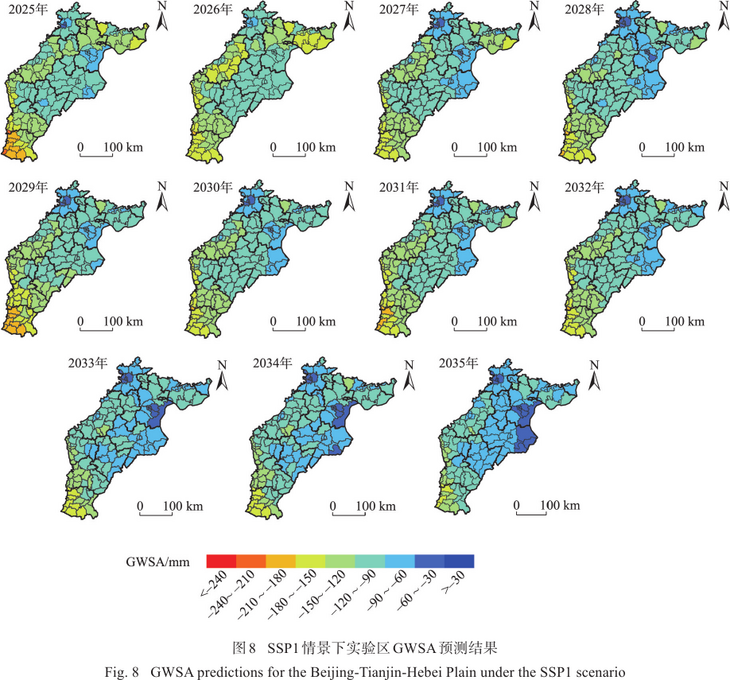 2025年 N
2026年 N
2027年 N
2028年 N
0 100 km
0 100 km
0 100 km
0 100 km
2029年 N
2030年 N
2031年 N
2032年 N
0 100 km
0 100 km
0 100 km
0 100 km
2033年 N
2034年 N
2035年 N
0 100 km
0 100 km
0 100 km
GWSA/mm
<-240
-240~-210
-210~-180
-180~-150
-150~-120
-120~-90
-90~-60
-60~-30
>-30
图8 SSP1情景下实验区GWSA预测结果
Fig. 8 GWSA predictions for the Beijing-Tianjin-Hebei Plain under the SSP1 scenario